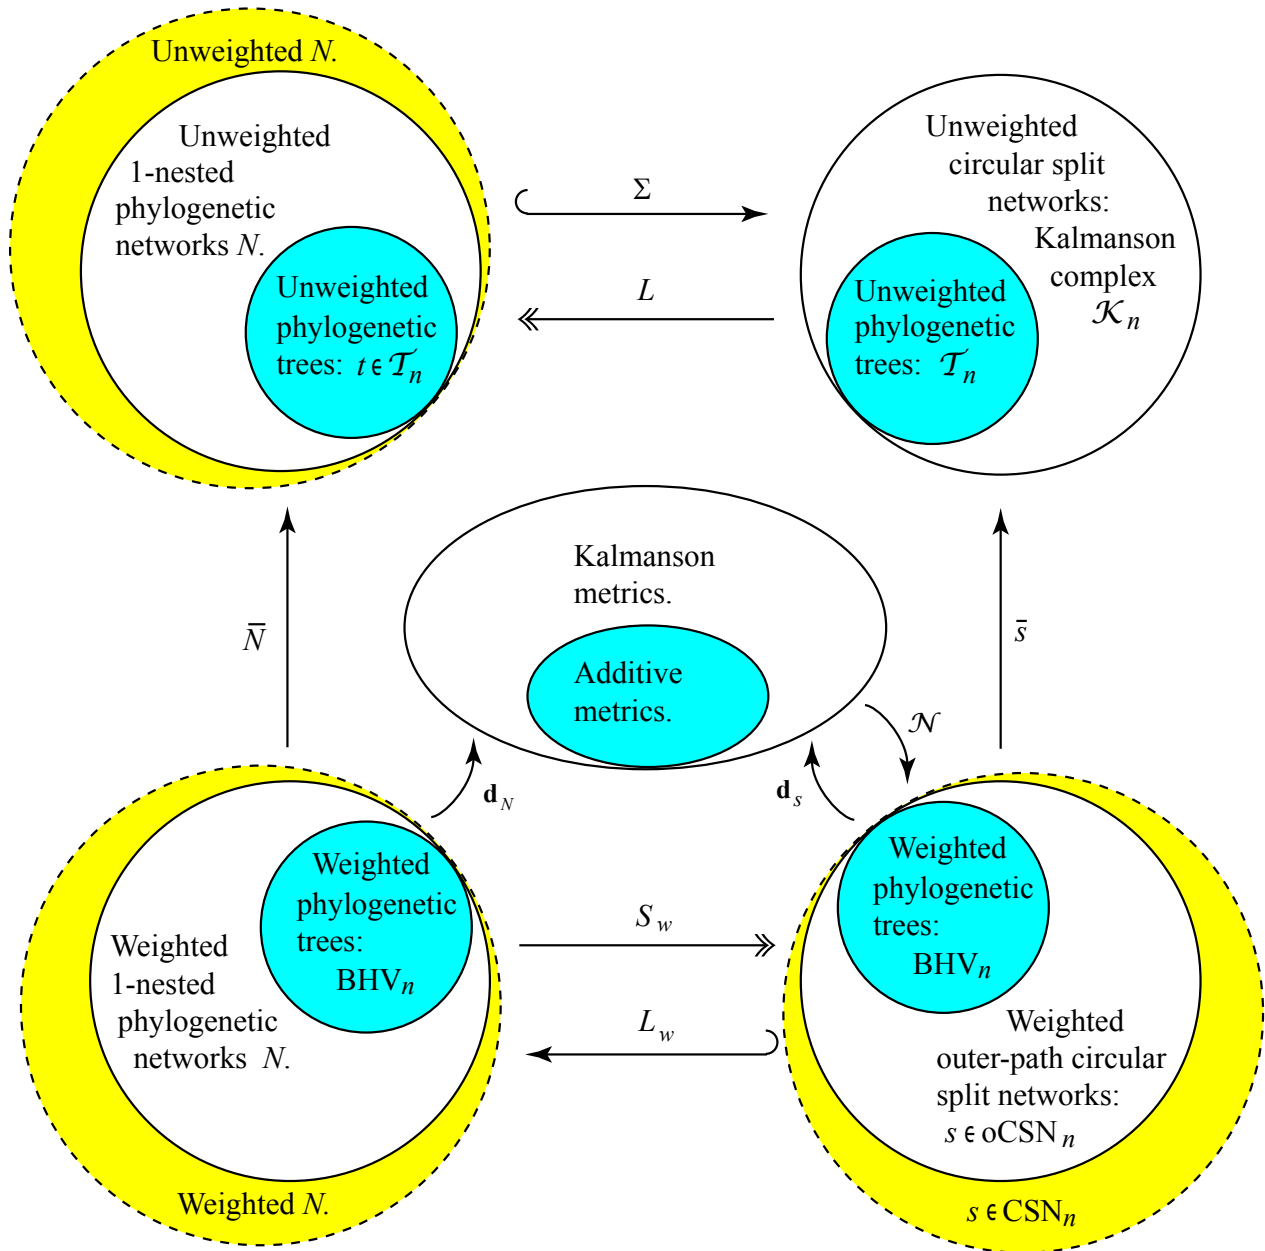 Unweighted N.
Unweighted
1-nested
phylogenetic
networks N.
Unweighted
phylogenetic
trees: t ϵ 𝒯n
Σ
L
Unweighted
circular split
networks:
Kalmanson
complex
𝒦n
Unweighted
phylogenetic
trees: 𝒯n
N̄
Kalmanson
metrics.
Additive
metrics.
s̄
𝒩
dN
ds
Weighted
phylogenetic
trees:
BHVn
Weighted
1-nested
phylogenetic
networks N.
Weighted N.
Sw
Lw
Weighted
phylogenetic
trees:
BHVn
Weighted
outer-path circular
split networks:
s ϵ oCSNn
s ϵ CSNn